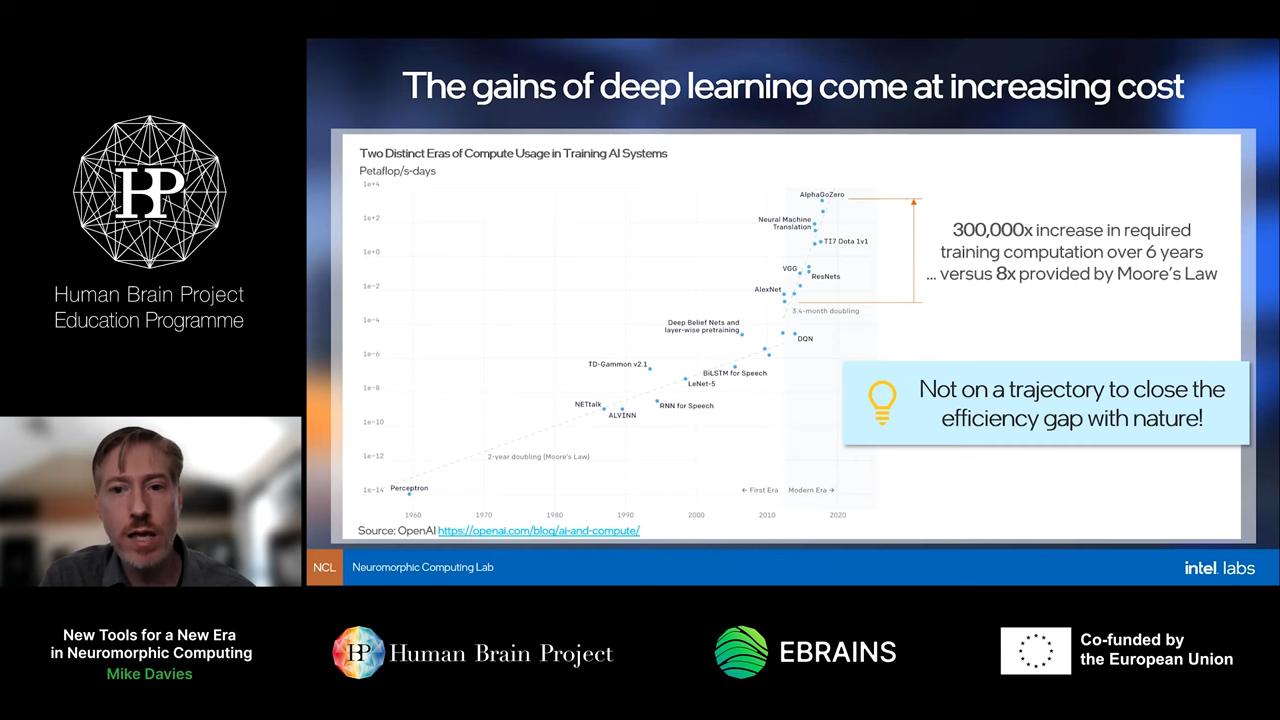 The gains of deep learning come at increasing cost
HP
Human Brain Project
Education Programme
Two Distinct Eras of Compute Usage in Training AI Systems
Petaflop/s-days
1e+4
1e+2
1e+0
1e-2
1e-4
1e-6
1e-8
1e-10
1e-12
1e-14
AlphaGoZero
Neural Machine
Translation
TI7 Dota 1v1
VGG
ResNets
AlexNet
3.4-month doubling
Deep Belief Nets and
layer-wise pretraining
DQN
TD-Gammon v2.1
BiLSTM for Speech
LeNet-5
NETtalk
RNN for Speech
ALVINN
2-year doubling (Moore's Law)
Perceptron
← First Era
Modern Era →
1960
1970
1980
1990
2000
2010
2020
300,000x increase in required
training computation over 6 years
... versus 8x provided by Moore's Law
Not on a trajectory to close the
efficiency gap with nature!
Source: OpenAI https://openai.com/blog/ai-and-compute/
NCL
Neuromorphic Computing Lab
intel. labs
New Tools for a New Era
in Neuromorphic Computing
Mike Davies
HP
Human Brain Project
EBRAINS
Co-funded by
the European Union